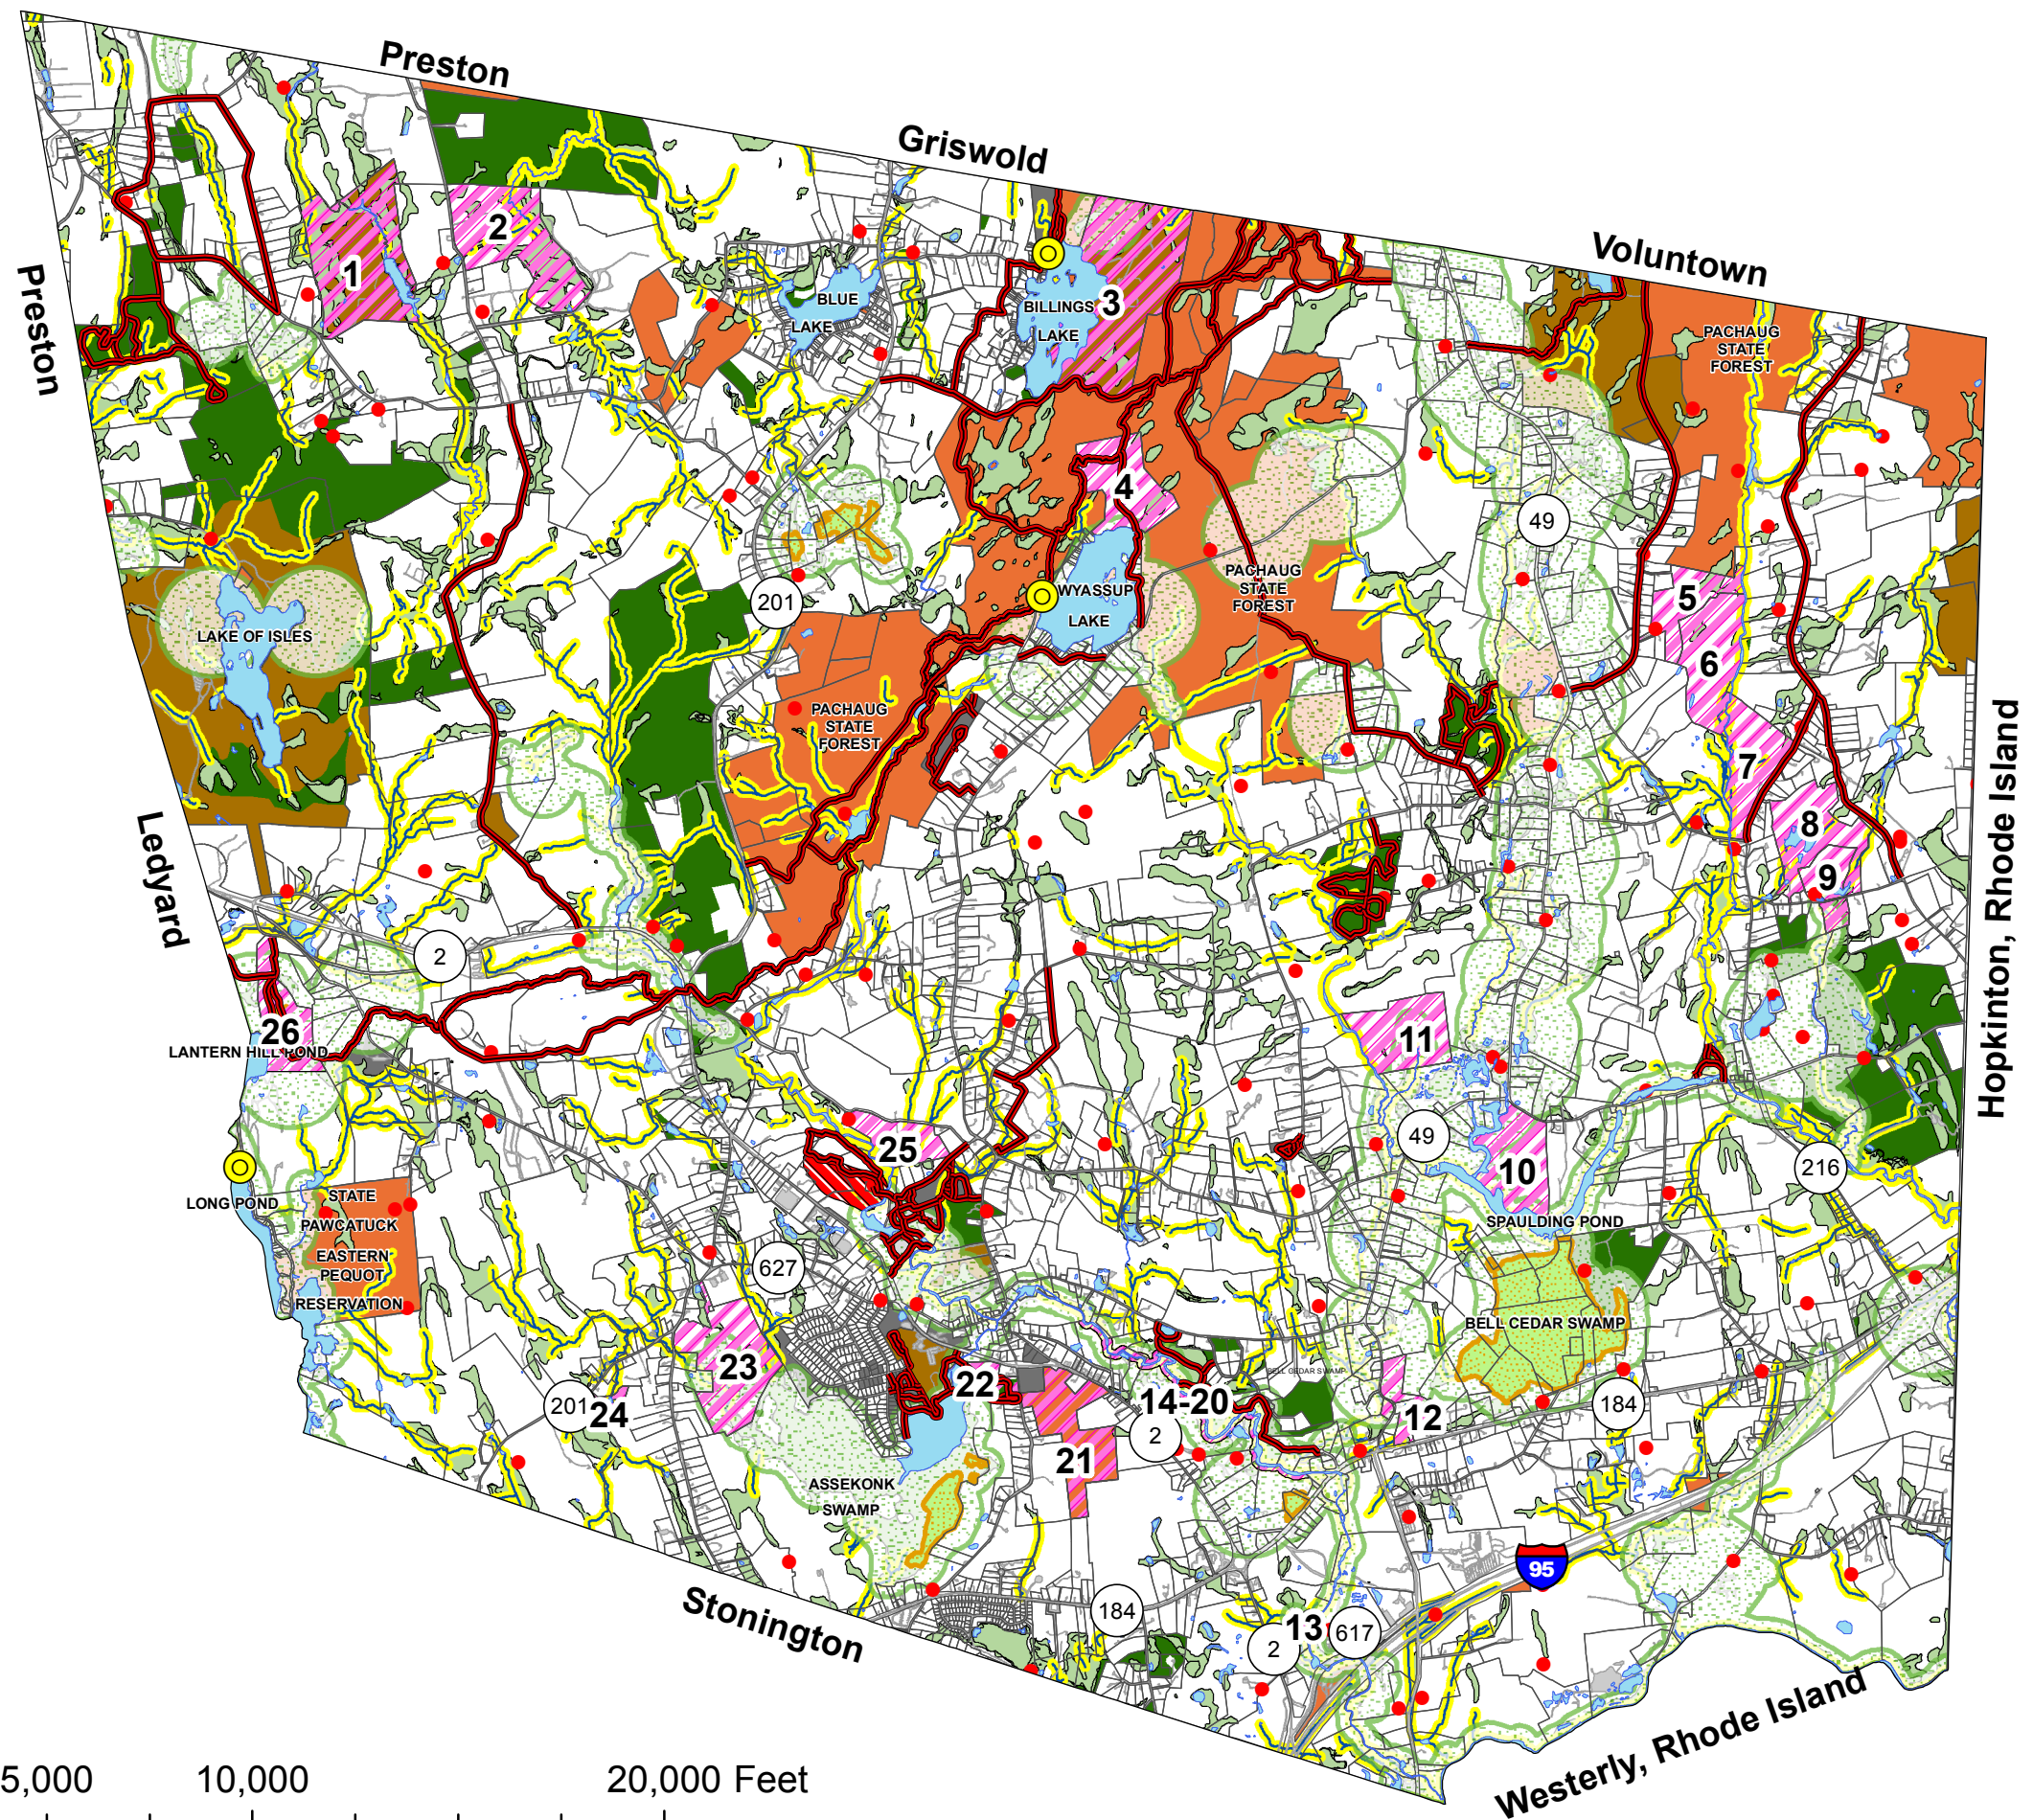 Preston
Griswold
Voluntown
Preston
1
2
3
BLUE
LAKE
BILLINGS
LAKE
PACHAUG
STATE
FOREST
4
49
201
WYASSUP
LAKE
PACHAUG
STATE
FOREST
5
6
LAKE OF ISLES
PACHAUG
STATE
FOREST
7
8
9
Ledyard
Hopkinton, Rhode Island
2
26
LANTERN HILL POND
11
49
25
10
216
LONG POND
STATE
PAWCATUCK
EASTERN
PEQUOT
RESERVATION
SPAULDING POND
627
BELL CEDAR SWAMP
BELL CEDAR SWAMP
23
22
14-20
2
12
184
201
24
21
ASSEKONK
SWAMP
95
Stonington
184
13
2
617
Westerly, Rhode Island
5,000
10,000
20,000 Feet